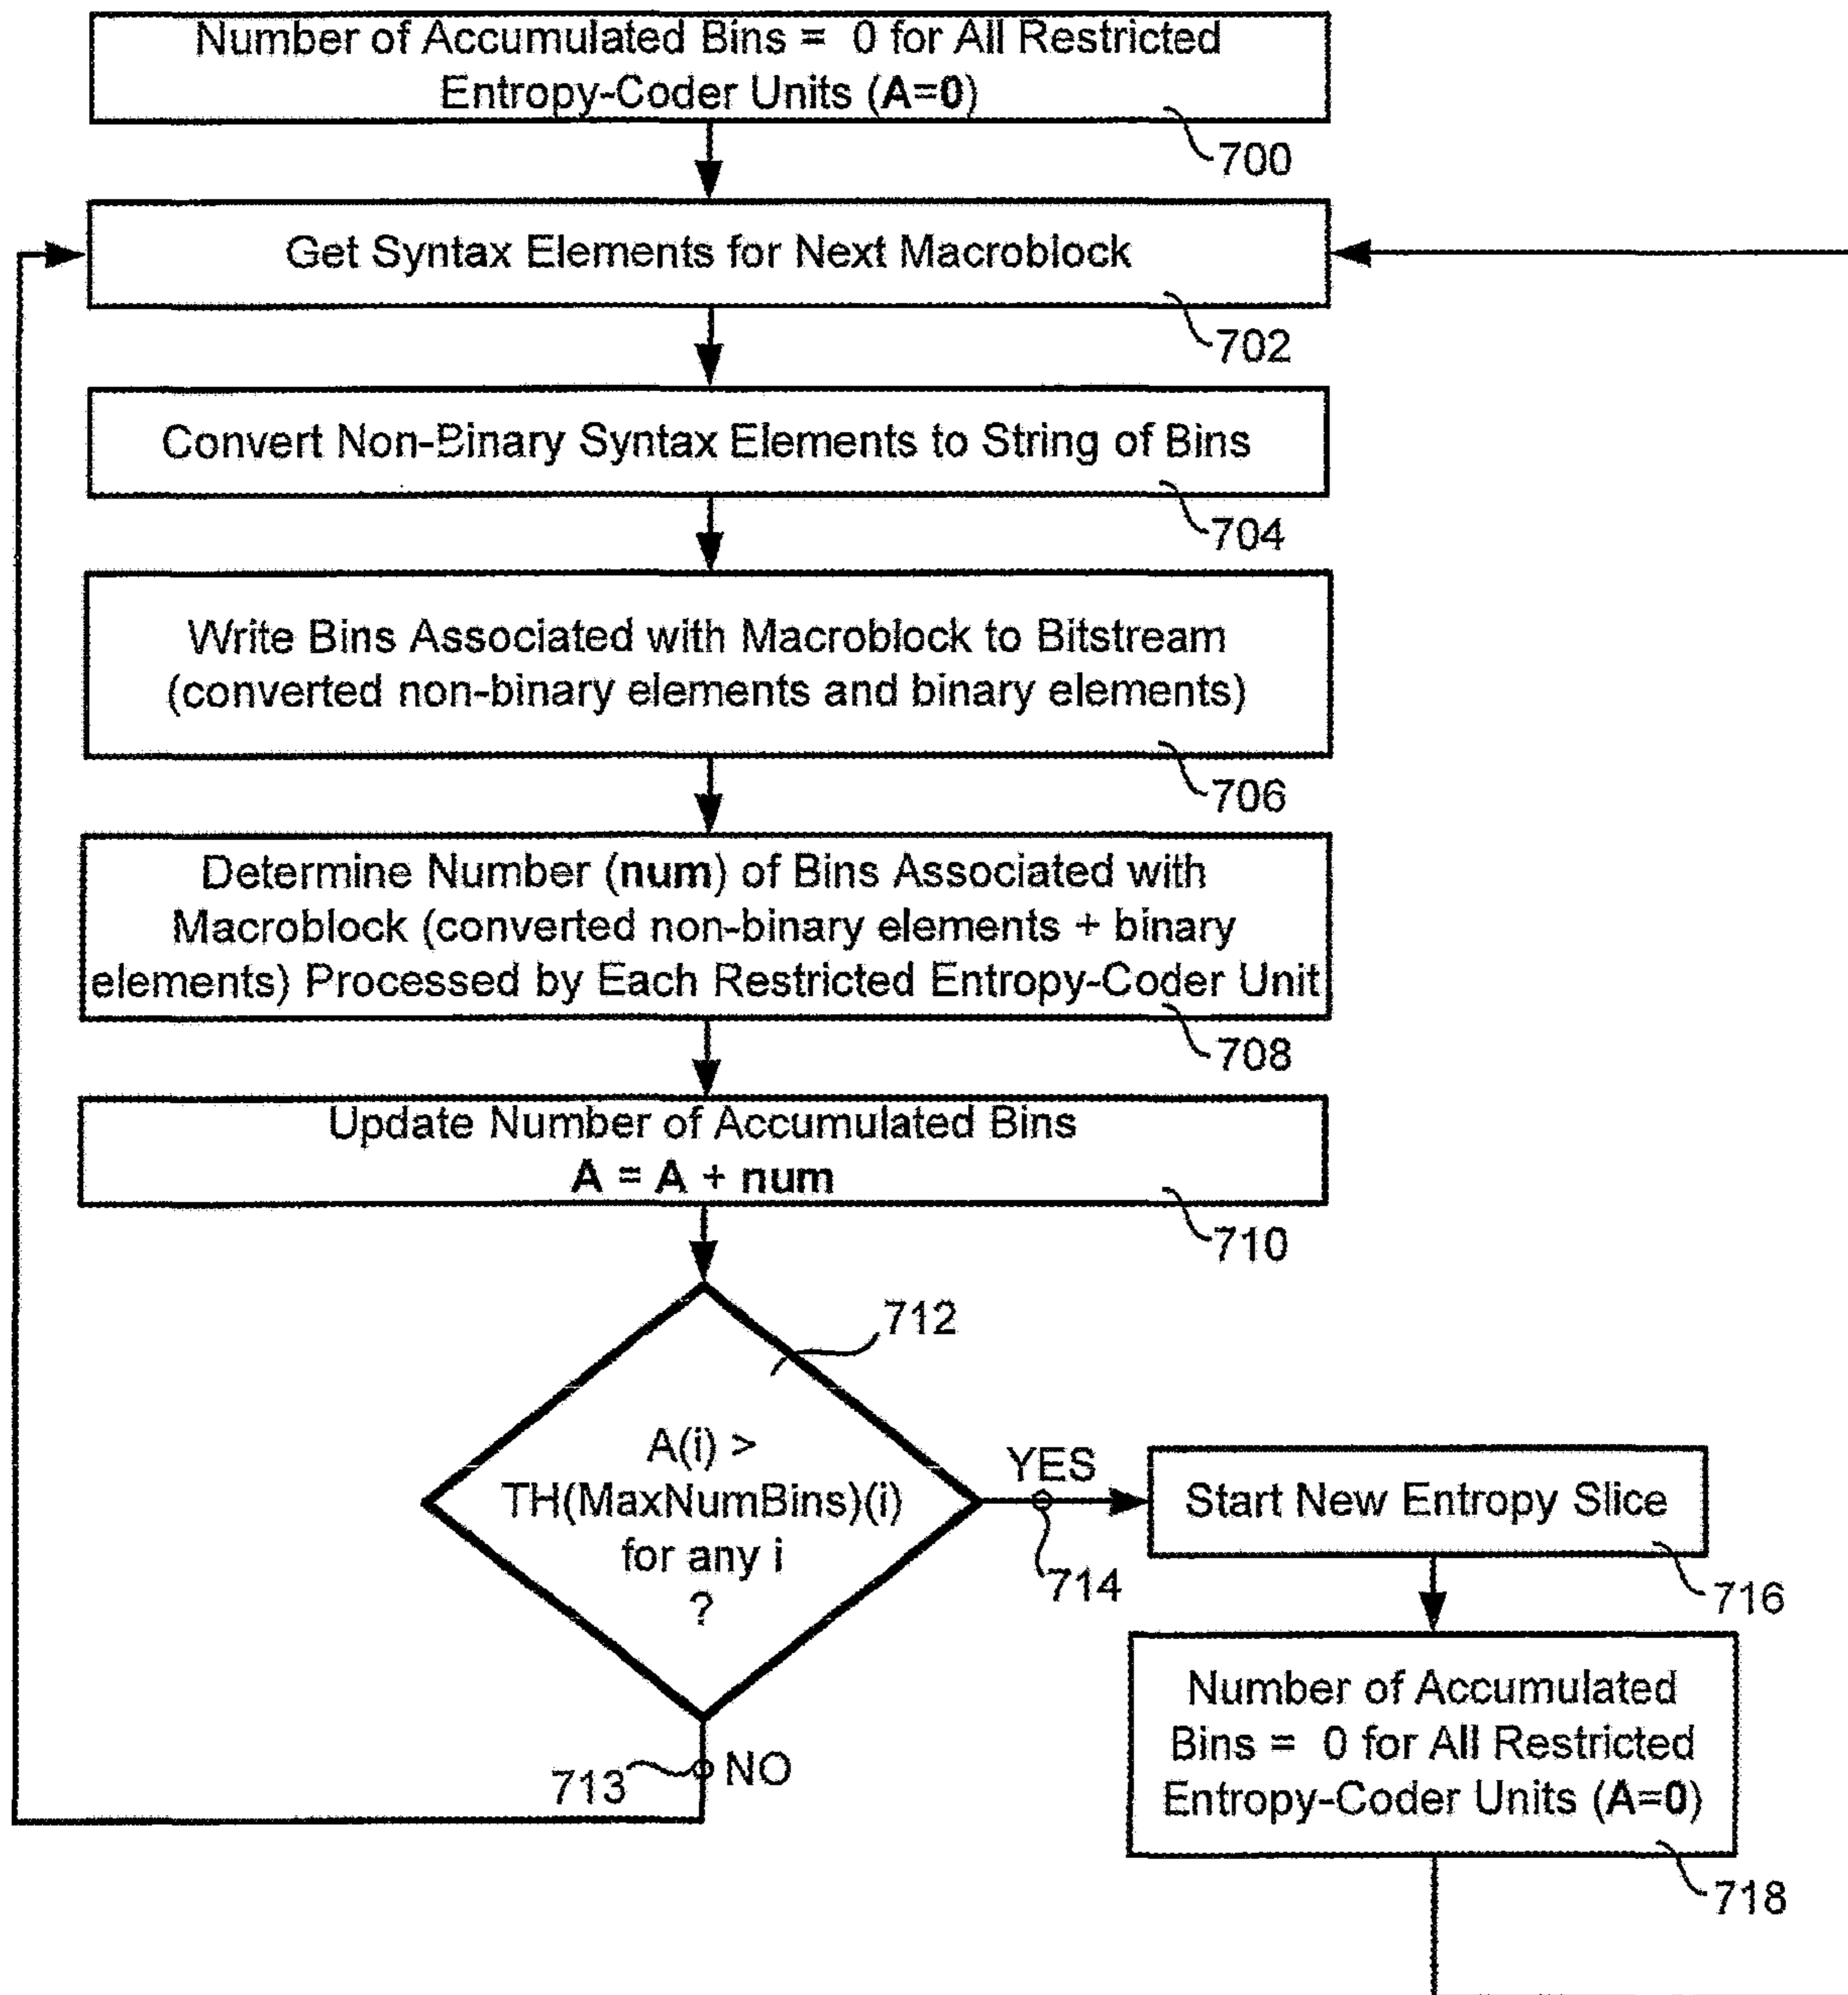 Number of Accumulated Bins = 0 for All Restricted
Entropy-Coder Units (A=0)
700
Get Syntax Elements for Next Macroblock
702
Convert Non-Binary Syntax Elements to String of Bins
704
Write Bins Associated with Macroblock to Bitstream
(converted non-binary elements and binary elements)
706
Determine Number (num) of Bins Associated with
Macroblock (converted non-binary elements + binary
elements) Processed by Each Restricted Entropy-Coder Unit
708
Update Number of Accumulated Bins
A = A + num
710
712
A(i) >
TH(MaxNumBins)(i)
for any i
?
YES
714
Start New Entropy Slice
716
Number of Accumulated
Bins = 0 for All Restricted
Entropy-Coder Units (A=0)
718
713
NO